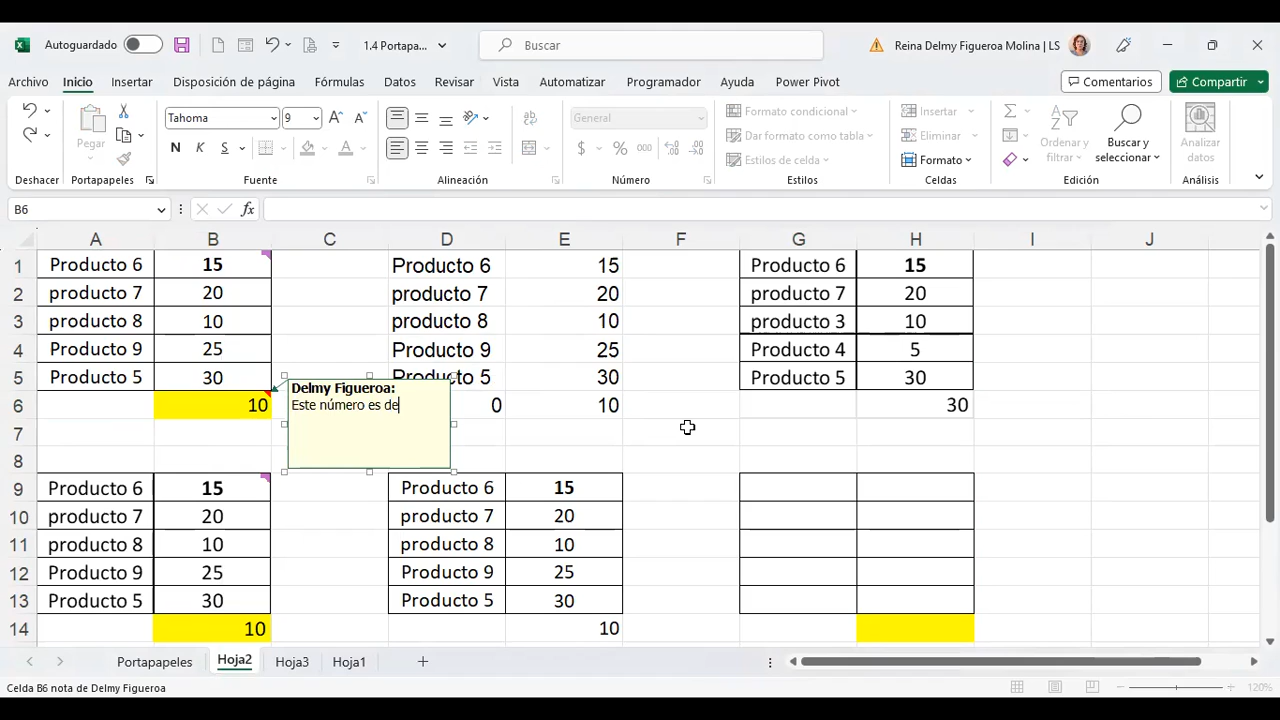 Autoguardado
1.4 Portapa...
Buscar
Reina Delmy Figueroa Molina | LS
Archivo Inicio Insertar Disposición de página Fórmulas Datos Revisar Vista Automatizar Programador Ayuda Power Pivot Comentarios Compartir
Pegar
Tahoma 9
N K S
General
$ % 000
Formato condicional
Dar formato como tabla
Estilos de celda
Insertar
Eliminar
Formato
Ordenar y filtrar
Buscar y seleccionar
Analizar datos
Deshacer Portapapeles Fuente Alineación Número Estilos Celdas Edición Análisis
B6 fx
A B C D E F G H I J
1 Producto 6 15 Producto 6 15 Producto 6 15
2 producto 7 20 producto 7 20 producto 7 20
3 producto 8 10 producto 8 10 producto 3 10
4 Producto 9 25 Producto 9 25 Producto 4 5
5 Producto 5 30 Producto 5 30 Producto 5 30
Delmy Figueroa:
Este número es de
6 10 0 10 30
7
8
9 Producto 6 15 Producto 6 15
10 producto 7 20 producto 7 20
11 producto 8 10 producto 8 10
12 Producto 9 25 Producto 9 25
13 Producto 5 30 Producto 5 30
14 10 10
Portapapeles Hoja2 Hoja3 Hoja1
Celda B6 nota de Delmy Figueroa
120%